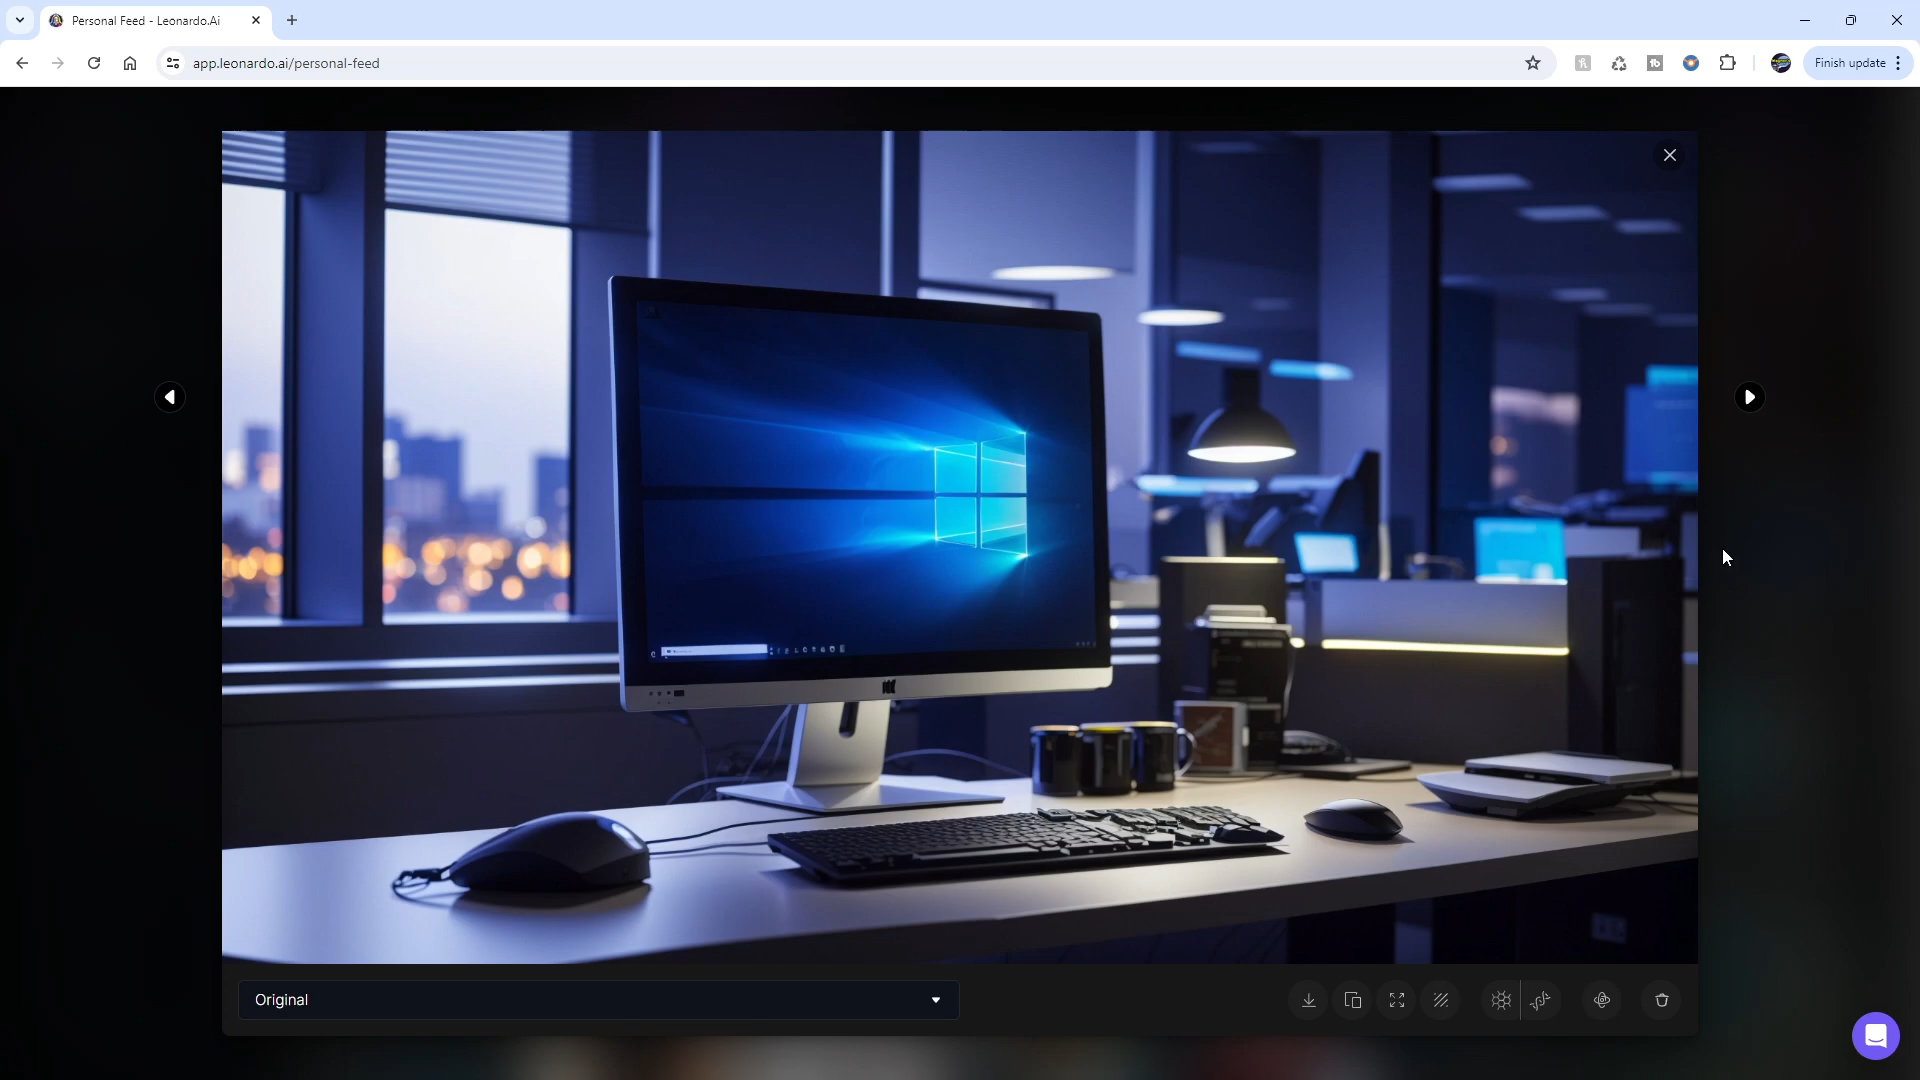 Personal Feed - Leonardo.Ai
app.leonardo.ai/personal-feed
Finish update
Original